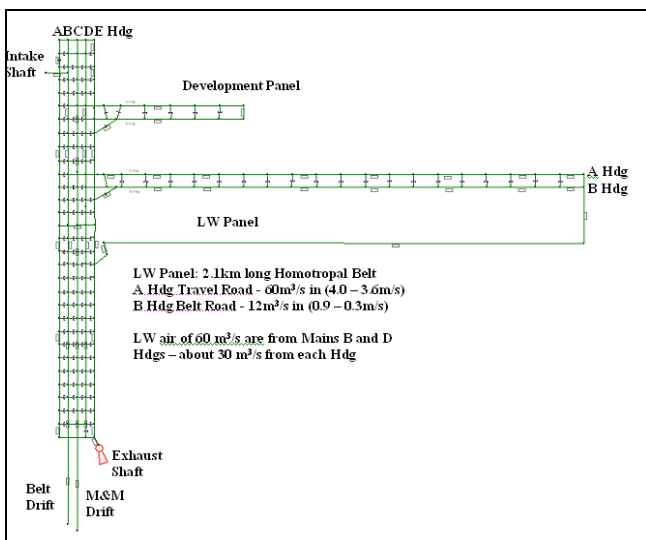 ABCDE Hdg
Intake
Shaft
Development Panel
A Hdg
B Hdg
LW Panel
LW Panel: 2.1km long Homotropal Belt
A Hdg Travel Road - 60m³/s in (4.0 – 3.6m/s)
B Hdg Belt Road - 12m³/s in (0.9 – 0.3m/s)
LW air of 60 m³/s are from Mains B and D
Hdgs – about 30 m³/s from each Hdg
Exhaust
Shaft
Belt
Drift
M&M
Drift